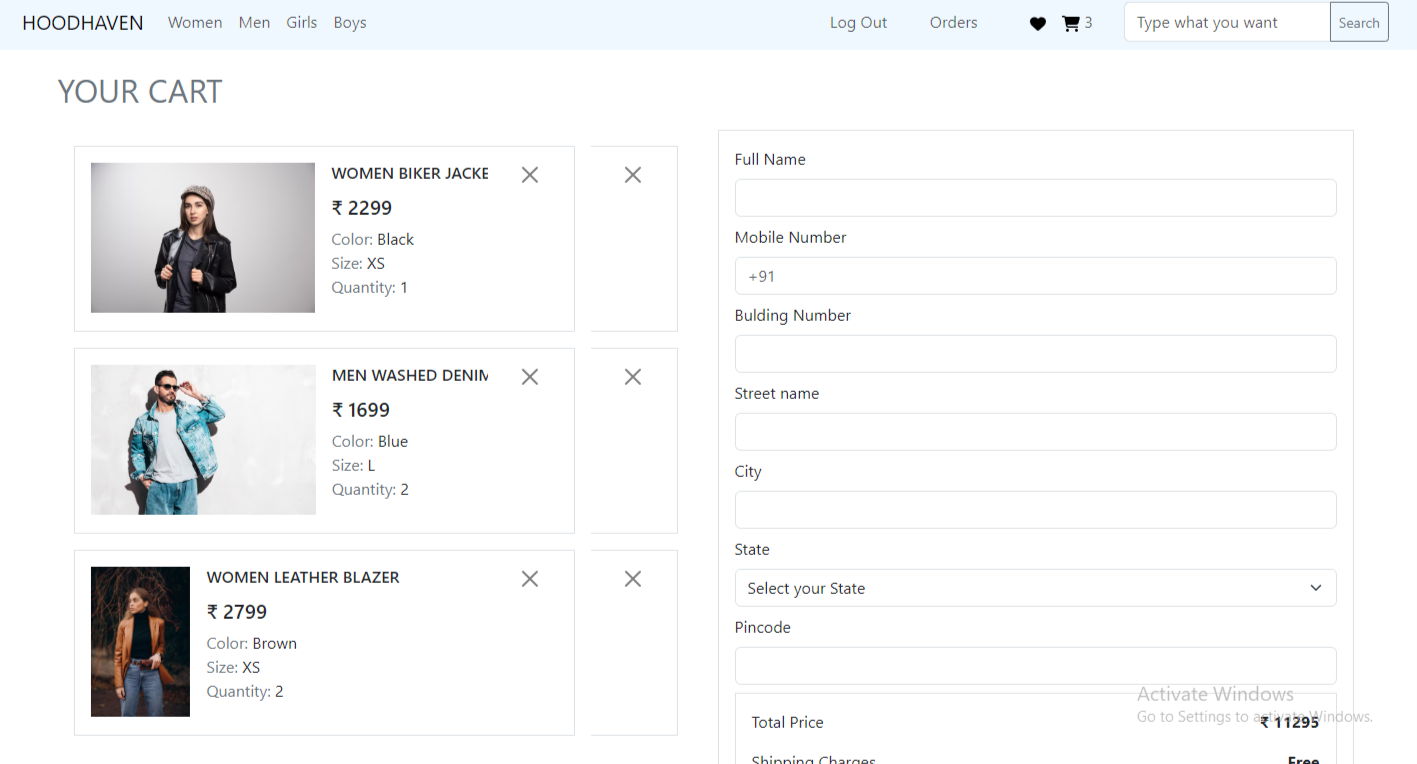 HOODHAVEN Women Men Girls Boys Log Out Orders 3 Type what you want Search
YOUR CART
WOMEN BIKER JACKE
₹ 2299
Color: Black
Size: XS
Quantity: 1
MEN WASHED DENIM
₹ 1699
Color: Blue
Size: L
Quantity: 2
WOMEN LEATHER BLAZER
₹ 2799
Color: Brown
Size: XS
Quantity: 2
Full Name
Mobile Number
+91
Bulding Number
Street name
City
State
Select your State
Pincode
Total Price ₹ 11295
Shipping Charges Free
Activate Windows
Go to Settings to activate Windows.